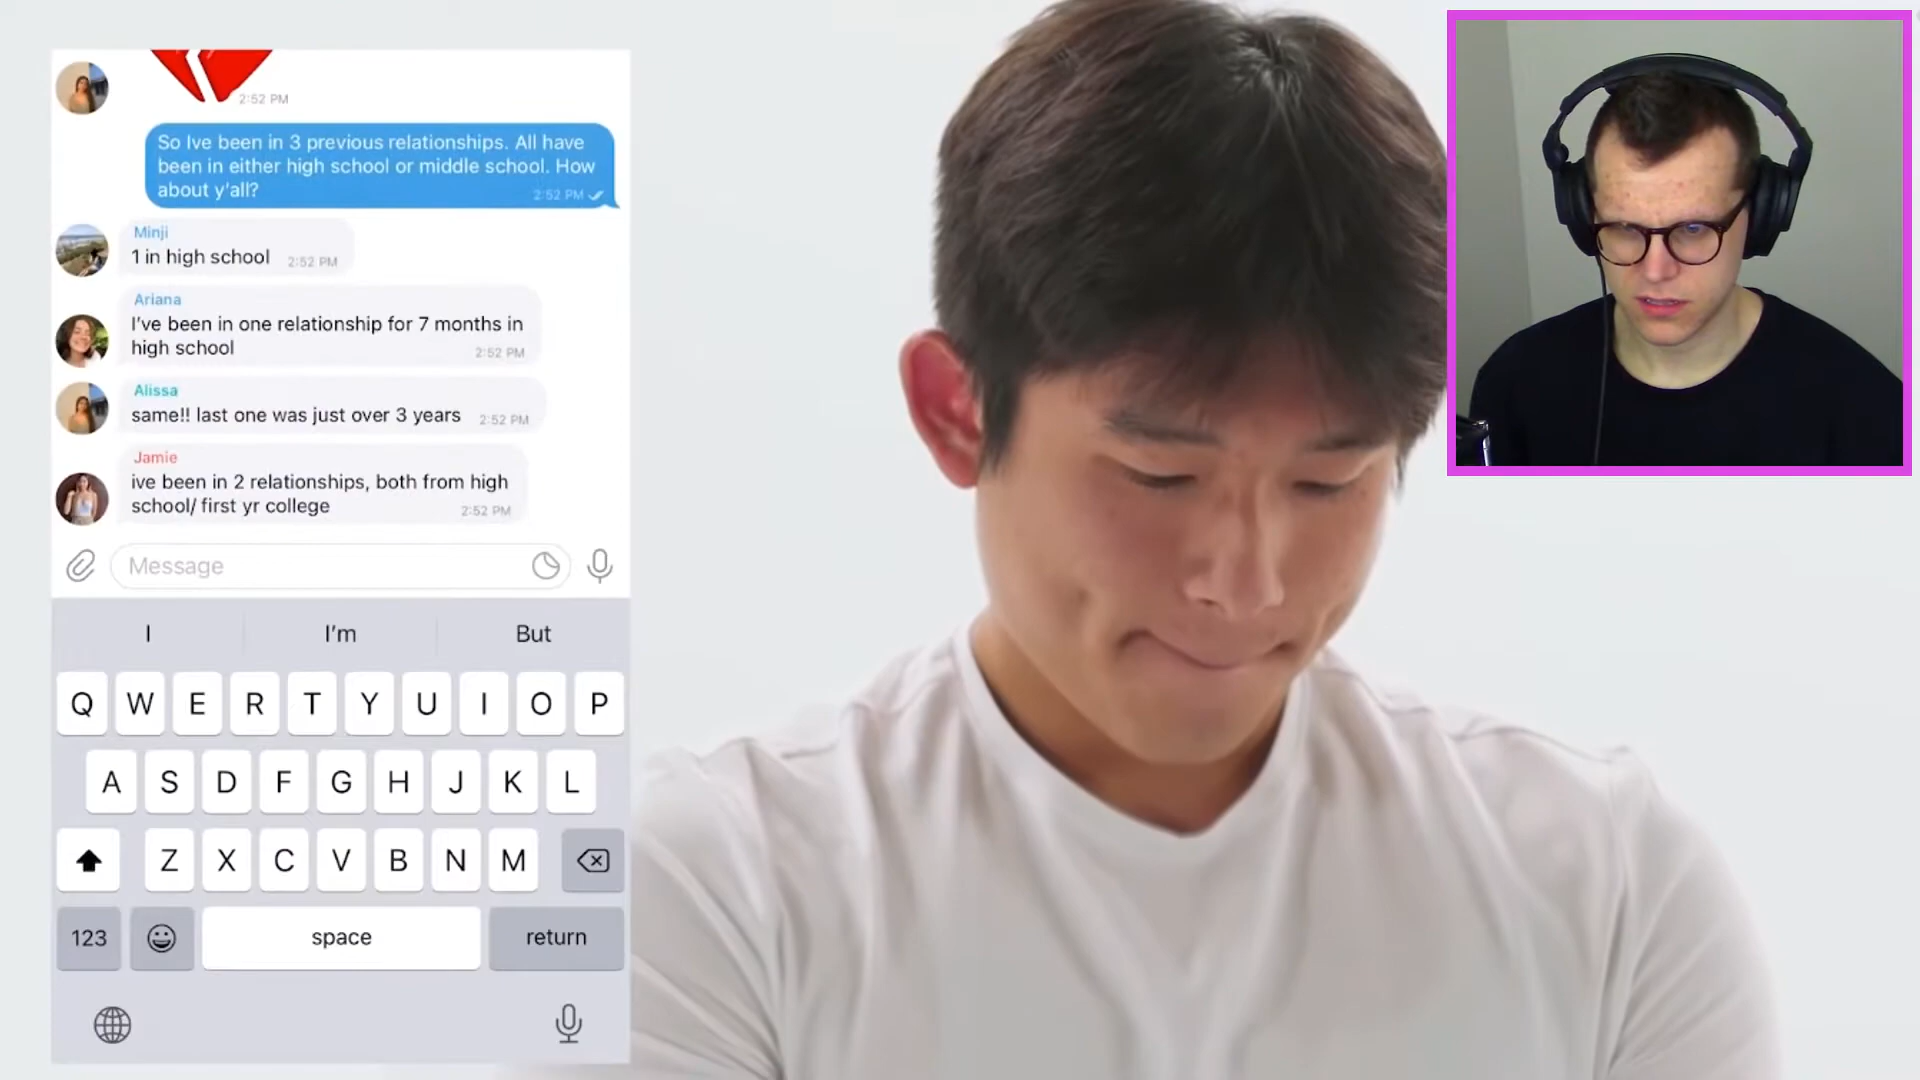 2:52 PM
So Ive been in 3 previous relationships. All have
been in either high school or middle school. How
about y'all?
2:52 PM
Minji
1 in high school 2:52 PM
Ariana
I've been in one relationship for 7 months in
high school
2:52 PM
Alissa
same!! last one was just over 3 years 2:52 PM
Jamie
ive been in 2 relationships, both from high
school/ first yr college
2:52 PM
Message
I I'm But
Q W E R T Y U I O P
A S D F G H J K L
Z X C V B N M
123 space return